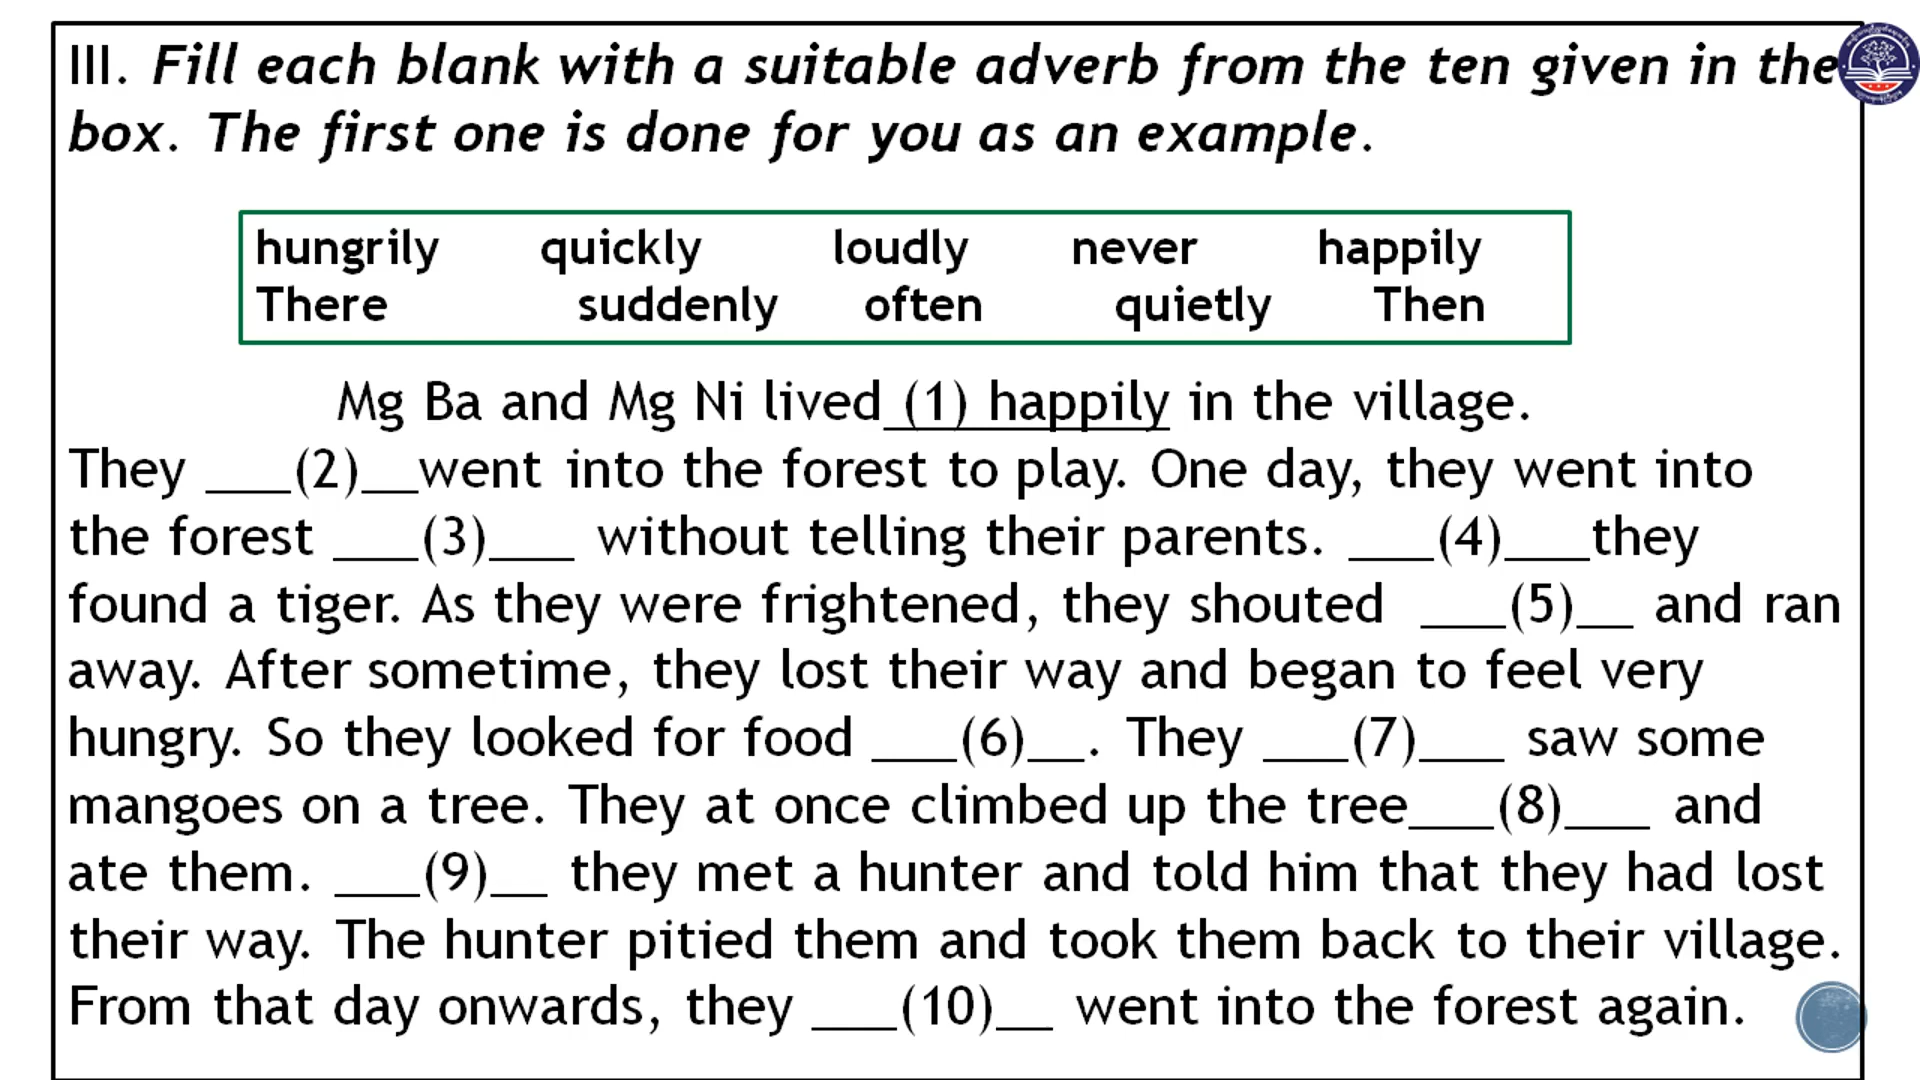 III. Fill each blank with a suitable adverb from the ten given in the
box. The first one is done for you as an example.
hungrily quickly loudly never happily
There suddenly often quietly Then
Mg Ba and Mg Ni lived (1) happily in the village.
They ___(2)__went into the forest to play. One day, they went into
the forest ___(3)___ without telling their parents. ___(4)___they
found a tiger. As they were frightened, they shouted ___(5)__ and ran
away. After sometime, they lost their way and began to feel very
hungry. So they looked for food ___(6)__. They ___(7)___ saw some
mangoes on a tree. They at once climbed up the tree___(8)___ and
ate them. ___(9)__ they met a hunter and told him that they had lost
their way. The hunter pitied them and took them back to their village.
From that day onwards, they ___(10)__ went into the forest again.